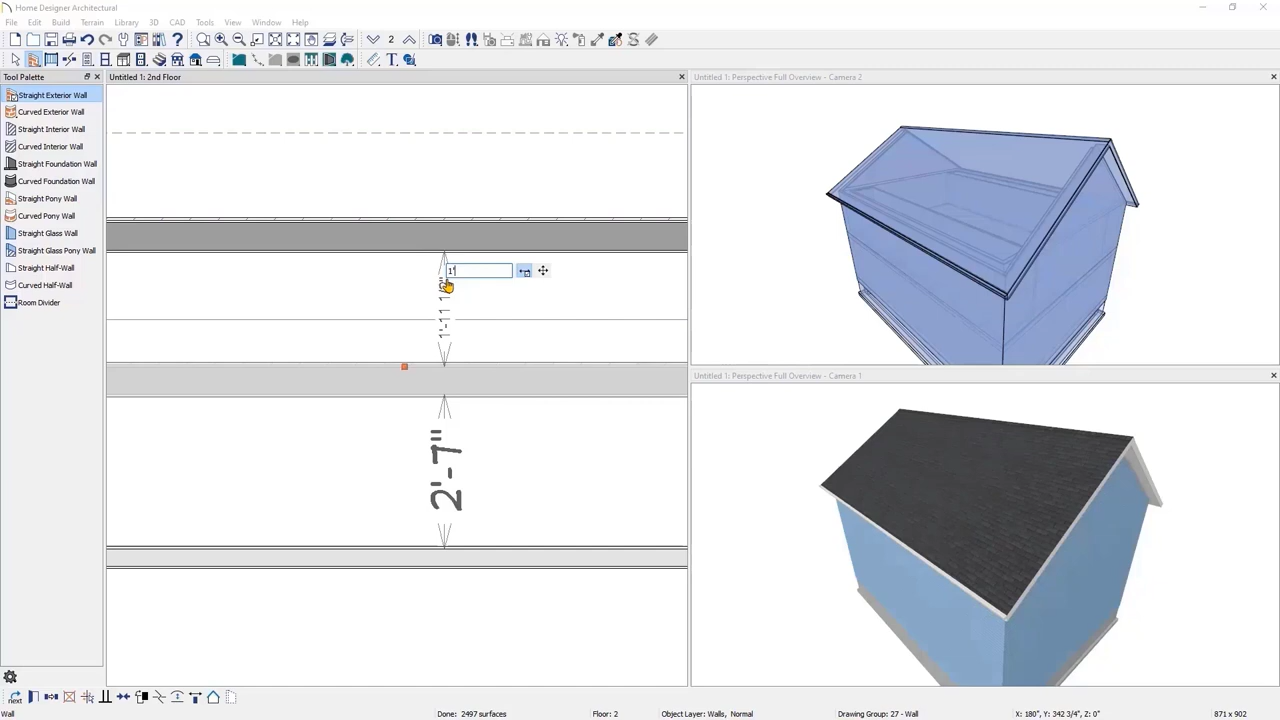 Home Designer Architectural
File Edit Build Terrain Library 3D CAD Tools View Window Help
2
Tool Palette
Straight Exterior Wall
Curved Exterior Wall
Straight Interior Wall
Curved Interior Wall
Straight Foundation Wall
Curved Foundation Wall
Straight Pony Wall
Curved Pony Wall
Straight Glass Wall
Straight Glass Pony Wall
Straight Half-Wall
Curved Half-Wall
Room Divider
Untitled 1: 2nd Floor
1'
1'-11 1/2"
2'-7"
Untitled 1: Perspective Full Overview - Camera 2
Untitled 1: Perspective Full Overview - Camera 1
next
Wall Done: 2497 surfaces Floor: 2 Object Layer: Walls, Normal Drawing Group: 27 - Wall X: 180", Y: 342 3/4", Z: 0" 871 x 902